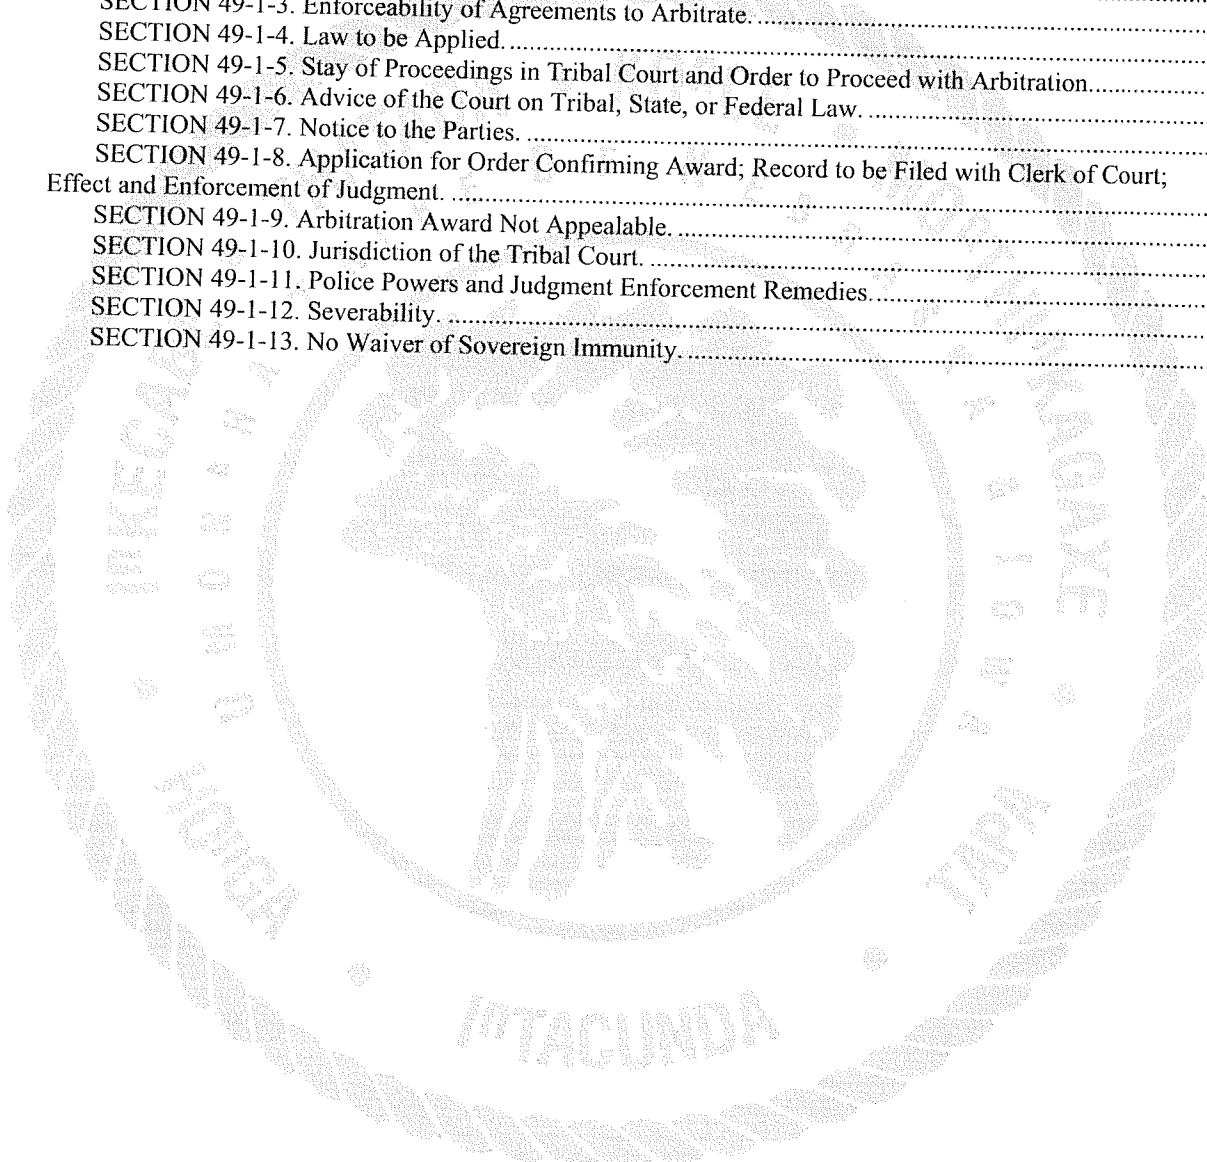 SECTION 49-1-3. Enforceability of Agreements to Arbitrate.
SECTION 49-1-4. Law to be Applied.
SECTION 49-1-5. Stay of Proceedings in Tribal Court and Order to Proceed with Arbitration.
SECTION 49-1-6. Advice of the Court on Tribal, State, or Federal Law.
SECTION 49-1-7. Notice to the Parties.
SECTION 49-1-8. Application for Order Confirming Award; Record to be Filed with Clerk of Court;
Effect and Enforcement of Judgment.
SECTION 49-1-9. Arbitration Award Not Appealable.
SECTION 49-1-10. Jurisdiction of the Tribal Court.
SECTION 49-1-11. Police Powers and Judgment Enforcement Remedies.
SECTION 49-1-12. Severability.
SECTION 49-1-13. No Waiver of Sovereign Immunity.
TAPA